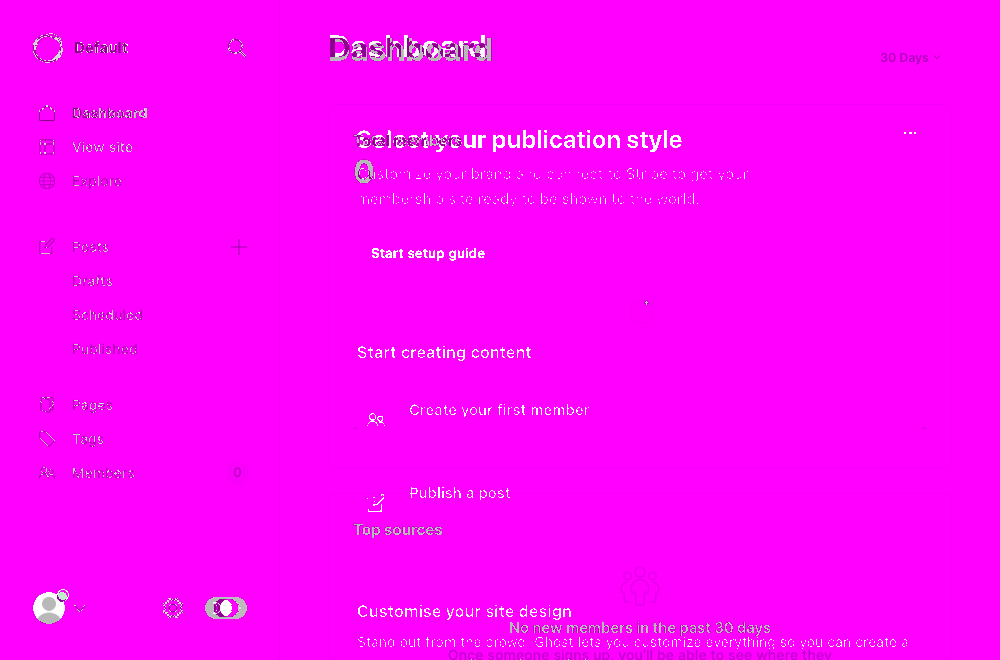 Default
Dashboard
30 Days
Dashboard
View site
Explore
Posts
Drafts
Scheduled
Published
Pages
Tags
Members
0
Select your publication style
Total members
0
Customize your brand and connect to Stripe to get your
membership site ready to be shown to the world.
Start setup guide
Start creating content
Create your first member
Publish a post
Top sources
Customise your site design
No new members in the past 30 days
Stand out from the crowd. Ghost lets you customize everything so you can create a
Once someone signs up, you'll be able to see where they